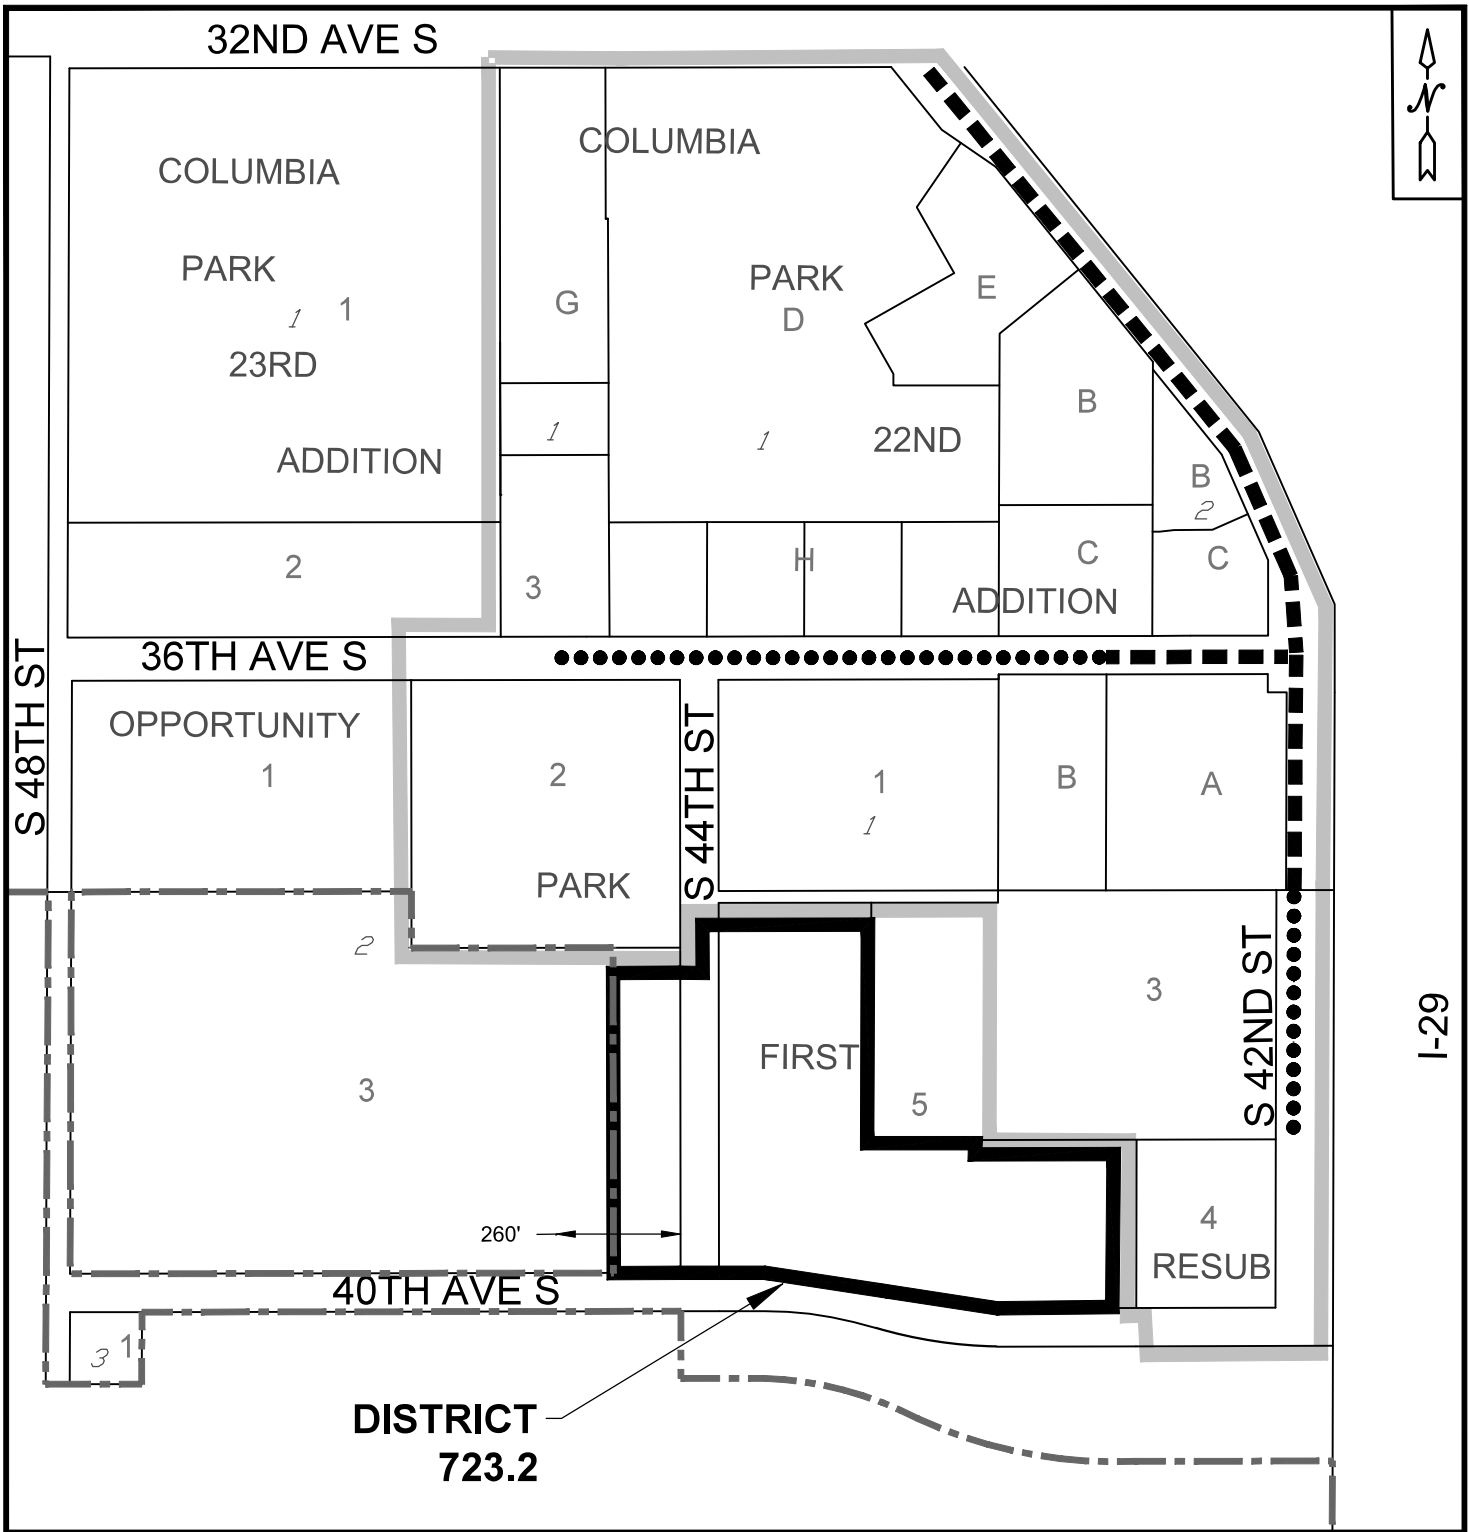 32ND AVE S
N
COLUMBIA
COLUMBIA
PARK
PARK
E
1
1
G
D
23RD
B
1
1
22ND
ADDITION
B
2
2
3
H
C
C
ADDITION
36TH AVE S
S 48TH ST
OPPORTUNITY
1
2
S 44TH ST
1
1
B
A
PARK
2
3
S 42ND ST
I-29
FIRST
3
5
260'
4
RESUB
40TH AVE S
1
3
DISTRICT
723.2